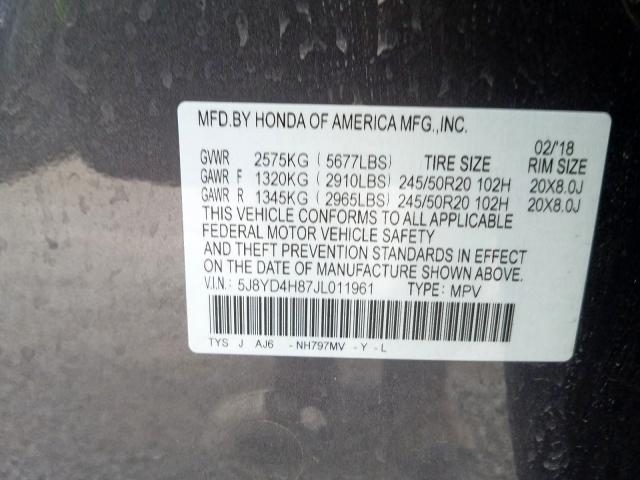 MFD.BY HONDA OF AMERICA MFG.,INC.
02/'18
GVWR 2575KG (5677LBS) TIRE SIZE RIM SIZE
GAWR F 1320KG (2910LBS) 245/50R20 102H 20X8.0J
GAWR R 1345KG (2965LBS) 245/50R20 102H 20X8.0J
THIS VEHICLE CONFORMS TO ALL APPLICABLE
FEDERAL MOTOR VEHICLE SAFETY
AND THEFT PREVENTION STANDARDS IN EFFECT
ON THE DATE OF MANUFACTURE SHOWN ABOVE.
V.I.N.: 5J8YD4H87JL011961 TYPE: MPV
TYS J AJ6 -NH797MV -Y-L